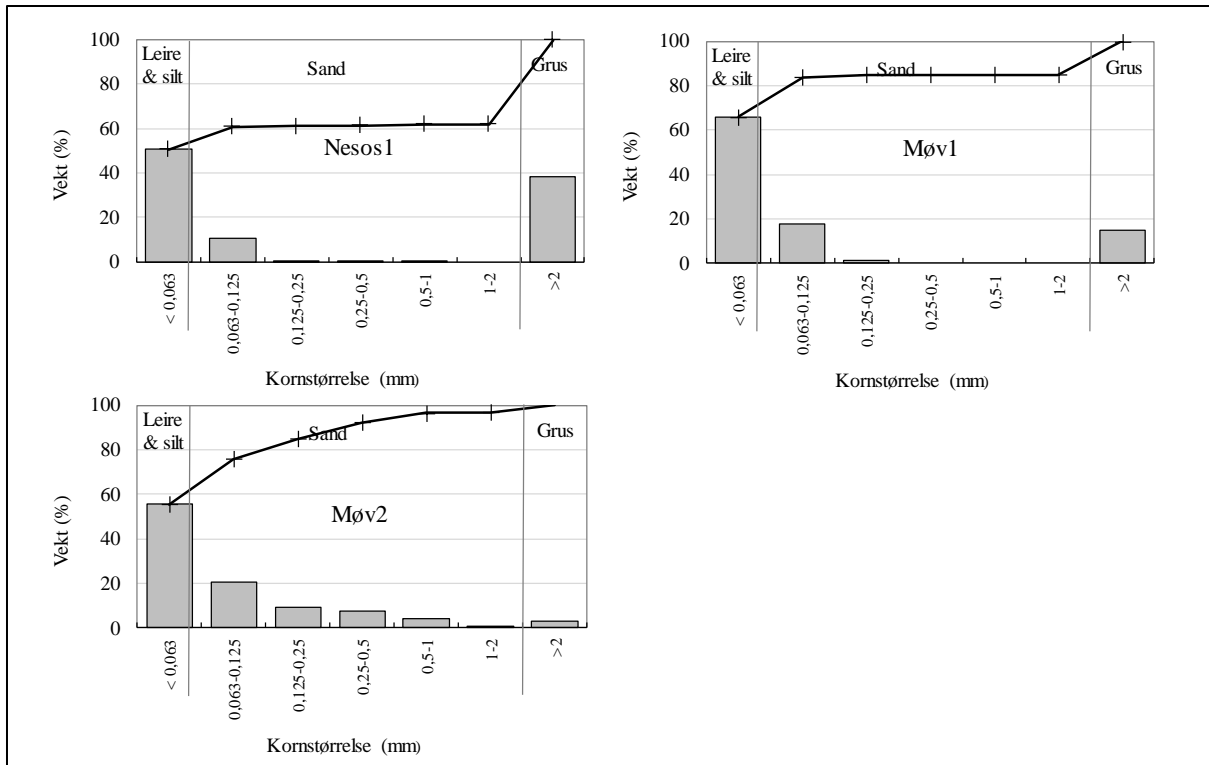 100
80
60
40
20
0
Vekt (%)
Leire
& silt
Sand
Grus
Nesos1
< 0,063
0,063-0,125
0,125-0,25
0,25-0,5
0,5-1
1-2
>2
Kornstørrelse (mm)
100
80
60
40
20
0
Vekt (%)
Leire
& silt
Sand
Grus
Møv1
< 0,063
0,063-0,125
0,125-0,25
0,25-0,5
0,5-1
1-2
>2
Kornstørrelse (mm)
100
80
60
40
20
0
Vekt (%)
Leire
& silt
Sand
Grus
Møv2
< 0,063
0,063-0,125
0,125-0,25
0,25-0,5
0,5-1
1-2
>2
Kornstørrelse (mm)